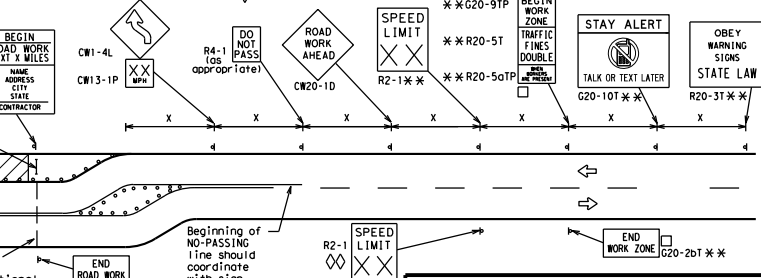 BEGIN
ROAD WORK
NEXT X MILES
NAME
ADDRESS
CITY
STATE
CONTRACTOR
CW1-4L
CW13-1P
XX
MPH
R4-1
(as
appropriate)
DO
NOT
PASS
ROAD
WORK
AHEAD
CW20-1D
SPEED
LIMIT
XX
R2-1**
**G20-9TP
**R20-5T
**R20-5aTP
BEGIN
WORK
ZONE
TRAFFIC
FINES
DOUBLE
WHEN
WORKERS
ARE PRESENT
STAY ALERT
TALK OR TEXT LATER
G20-10T**
OBEY
WARNING
SIGNS
STATE LAW
R20-3T**
X X X X X X X
Beginning of
NO-PASSING
line should
coordinate
with sign
R2-1
SPEED
LIMIT
XX
END
WORK ZONE
G20-2bT**
END
ROAD WORK